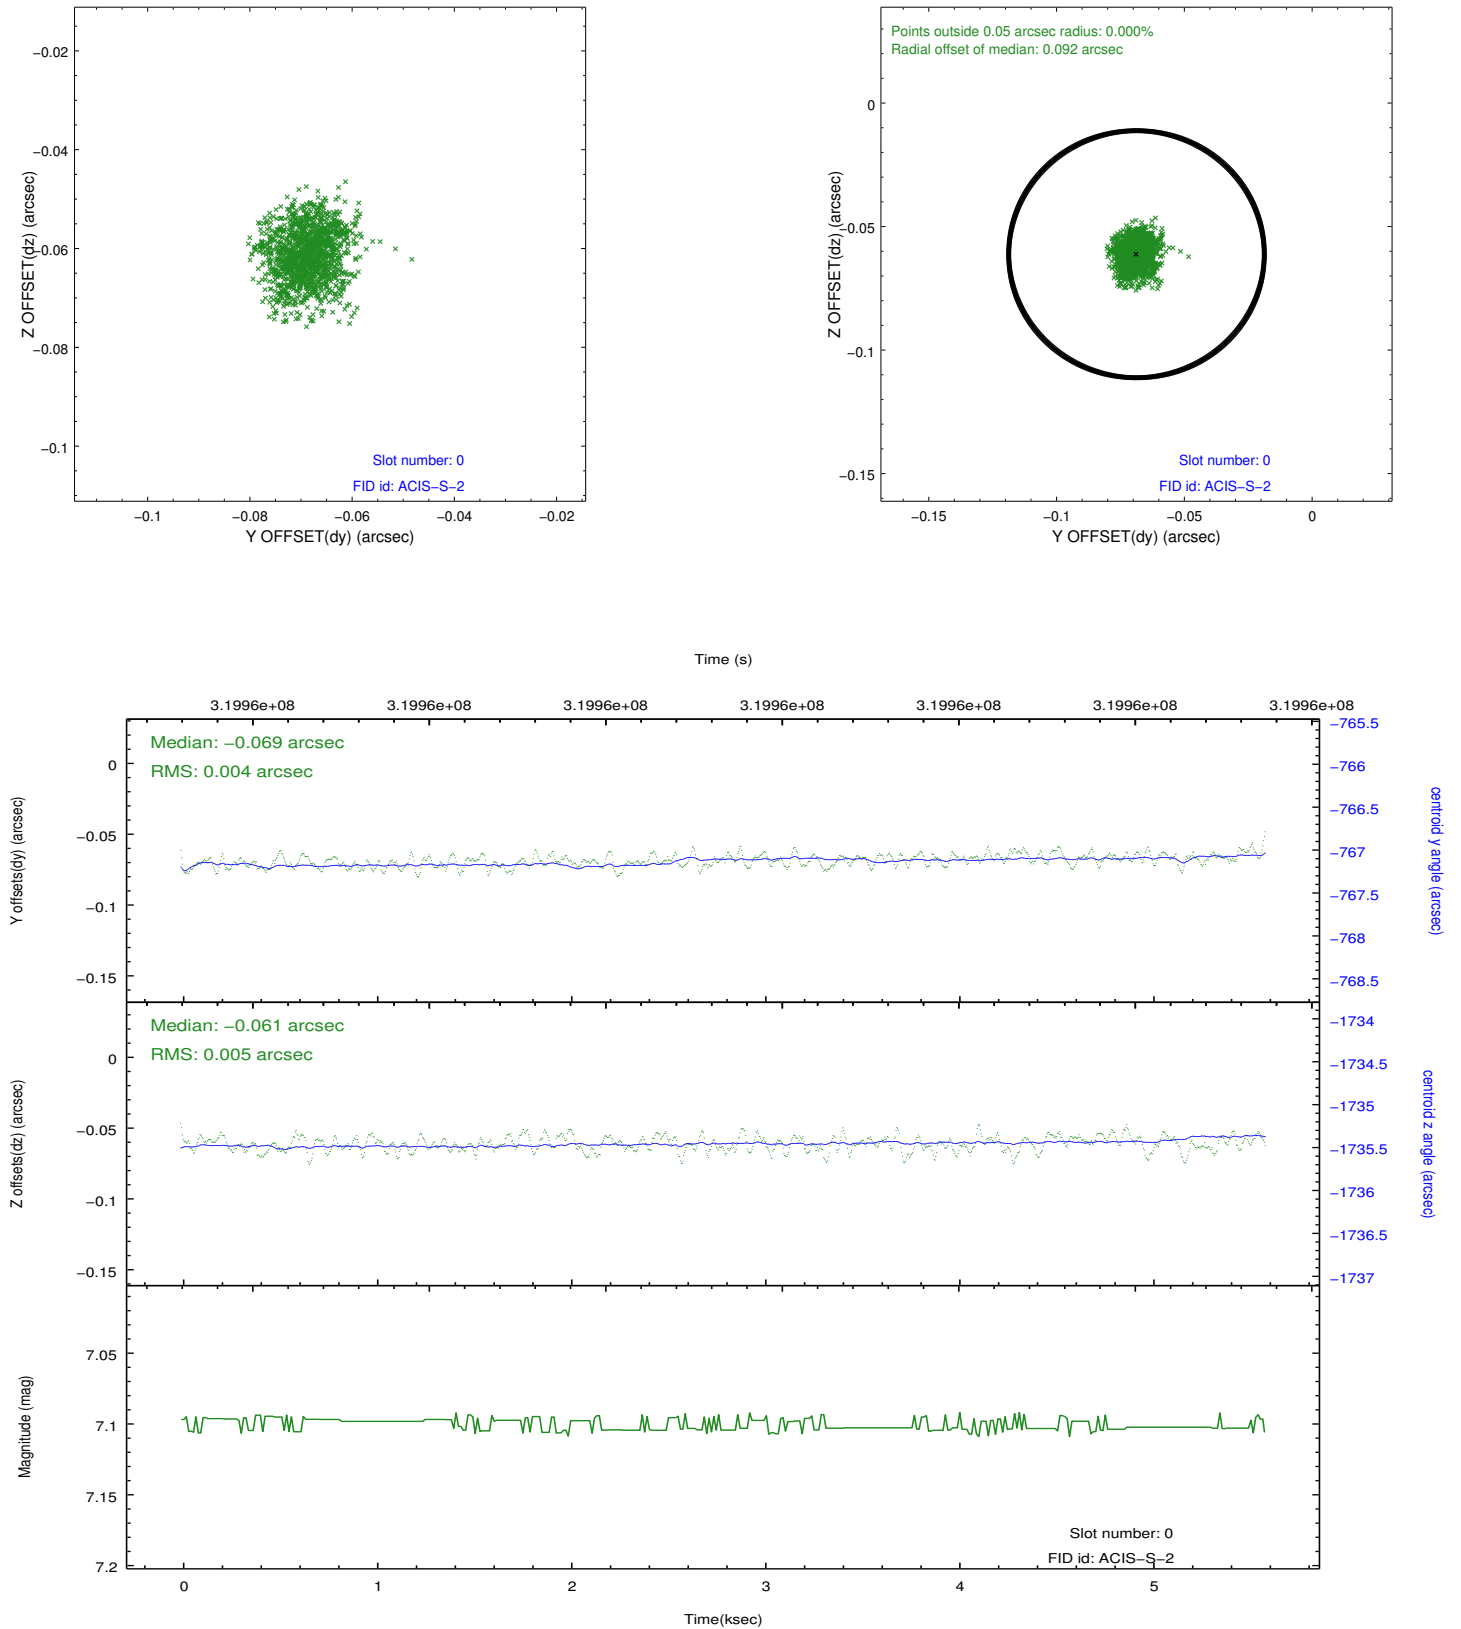 −0.02
−0.04
−0.06
−0.08
−0.1
Z OFFSET(dz) (arcsec)
Slot number: 0
FID id: ACIS−S−2
−0.1
−0.08
−0.06
−0.04
−0.02
Y OFFSET(dy) (arcsec)
Points outside 0.05 arcsec radius: 0.000%
Radial offset of median: 0.092 arcsec
0
−0.05
−0.1
−0.15
Z OFFSET(dz) (arcsec)
Slot number: 0
FID id: ACIS−S−2
−0.15
−0.1
−0.05
0
Y OFFSET(dy) (arcsec)
Time (s)
3.1996e+08
3.1996e+08
3.1996e+08
3.1996e+08
3.1996e+08
3.1996e+08
3.1996e+08
Median: −0.069 arcsec
RMS: 0.004 arcsec
0
−0.05
−0.1
−0.15
Y offsets(dy) (arcsec)
−765.5
−766
−766.5
−767
−767.5
−768
−768.5
centroid y angle (arcsec)
Median: −0.061 arcsec
RMS: 0.005 arcsec
0
−0.05
−0.1
−0.15
Z offsets(dz) (arcsec)
−1734
−1734.5
−1735
−1735.5
−1736
−1736.5
−1737
centroid z angle (arcsec)
7.05
7.1
7.15
7.2
Magnitude (mag)
Slot number: 0
FID id: ACIS−S−2
0
1
2
3
4
5
Time(ksec)